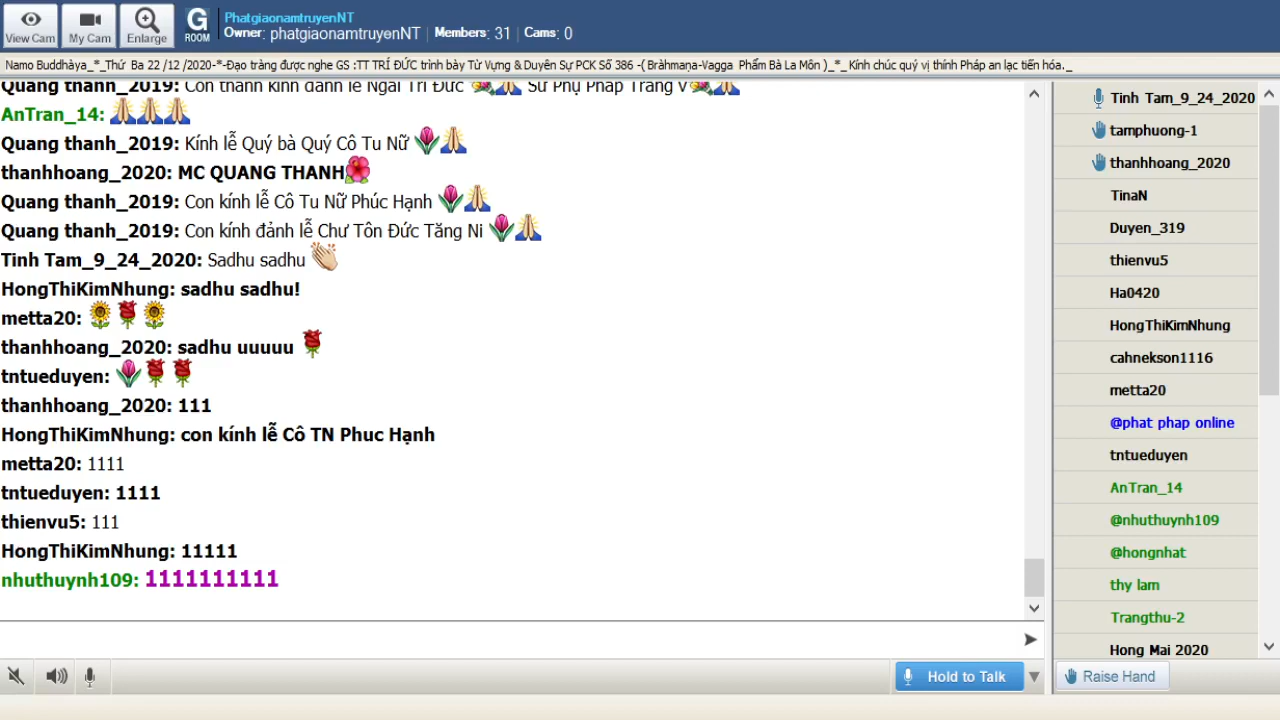 View Cam
My Cam
Enlarge
G
ROOM
PhatgiaonamtruyenNT
Owner: phatgiaonamtruyenNT | Members: 31 | Cams: 0
Namo Buddhàya_*_Thứ Ba 22 /12 /2020-*-Đạo tràng được nghe GS :TT TRÍ ĐỨC trình bày Từ Vựng & Duyên Sự PCK Số 386 -( Bràhmaṇa-Vagga Phẩm Bà La Môn )_*_ Kính chúc quý vị thính Pháp an lạc tiến hóa._
Quang thanh_2019: Con thành kính đảnh lễ Ngài Trí Đức Sư Phụ Pháp Trang v
AnTran_14:
Quang thanh_2019: Kính lễ Quý bà Quý Cô Tu Nữ
thanhhoang_2020: MC QUANG THANH
Quang thanh_2019: Con kính lễ Cô Tu Nữ Phúc Hạnh
Quang thanh_2019: Con kính đảnh lễ Chư Tôn Đức Tăng Ni
Tinh Tam_9_24_2020: Sadhu sadhu
HongThiKimNhung: sadhu sadhu!
metta20:
thanhhoang_2020: sadhu uuuuu
tntueduyen:
thanhhoang_2020: 111
HongThiKimNhung: con kính lễ Cô TN Phuc Hạnh
metta20: 1111
tntueduyen: 1111
thienvu5: 111
HongThiKimNhung: 11111
nhuthuynh109: 1111111111
Hold to Talk
Tinh Tam_9_24_2020
tamphuong-1
thanhhoang_2020
TinaN
Duyen_319
thienvu5
Ha0420
HongThiKimNhung
cahnekson1116
metta20
@phat phap online
tntueduyen
AnTran_14
@nhuthuynh109
@hongnhat
thy lam
Trangthu-2
Hong Mai 2020
Raise Hand